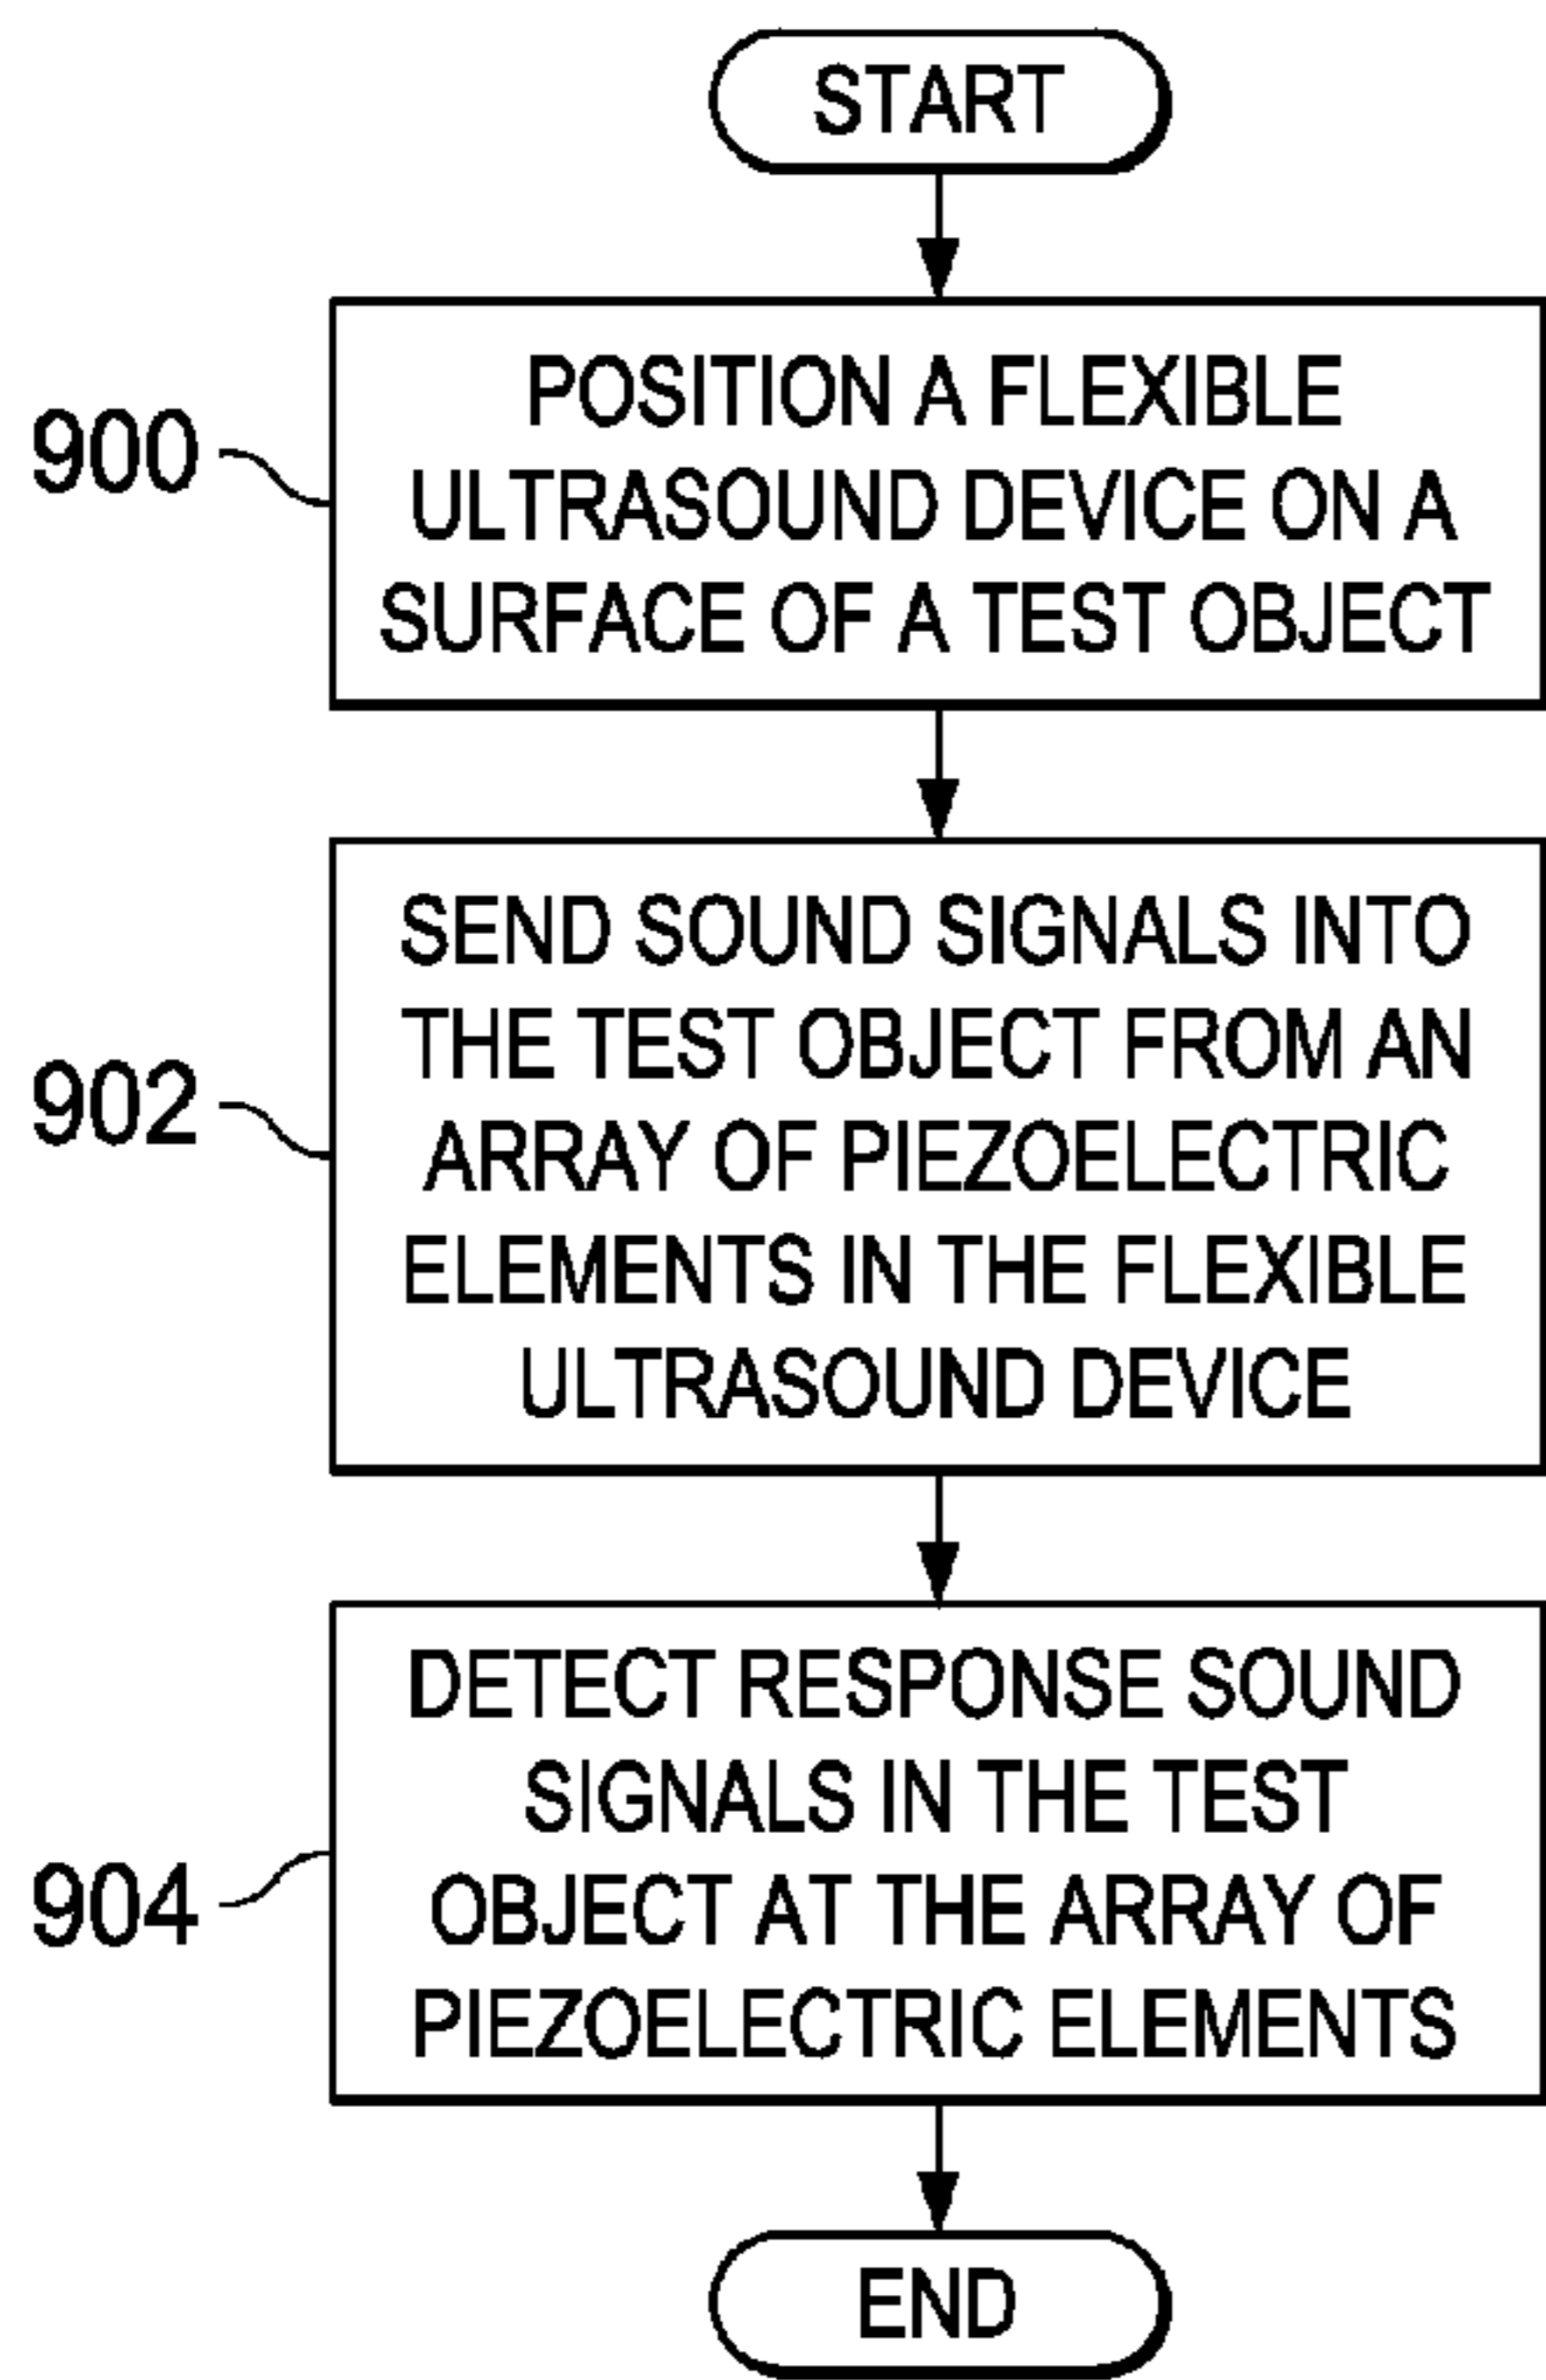 START
900
POSITION A FLEXIBLE
ULTRASOUND DEVICE ON A
SURFACE OF A TEST OBJECT
902
SEND SOUND SIGNALS INTO
THE TEST OBJECT FROM AN
ARRAY OF PIEZOELECTRIC
ELEMENTS IN THE FLEXIBLE
ULTRASOUND DEVICE
904
DETECT RESPONSE SOUND
SIGNALS IN THE TEST
OBJECT AT THE ARRAY OF
PIEZOELECTRIC ELEMENTS
END